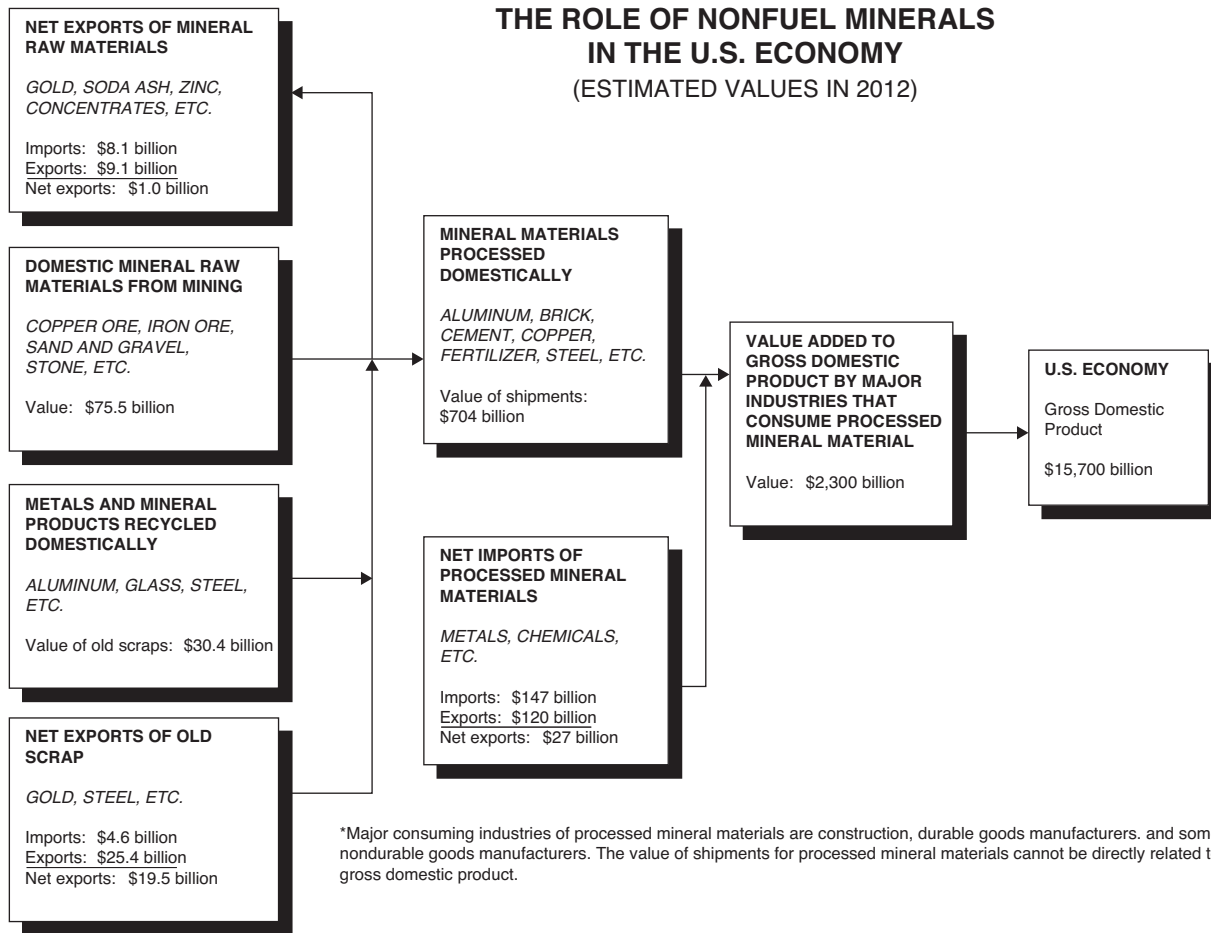 THE ROLE OF NONFUEL MINERALS
IN THE U.S. ECONOMY
(ESTIMATED VALUES IN 2012)
NET EXPORTS OF MINERAL
RAW MATERIALS
GOLD, SODA ASH, ZINC,
CONCENTRATES, ETC.
Imports: $8.1 billion
Exports: $9.1 billion
Net exports: $1.0 billion
DOMESTIC MINERAL RAW
MATERIALS FROM MINING
COPPER ORE, IRON ORE,
SAND AND GRAVEL,
STONE, ETC.
Value: $75.5 billion
METALS AND MINERAL
PRODUCTS RECYCLED
DOMESTICALLY
ALUMINUM, GLASS, STEEL,
ETC.
Value of old scraps: $30.4 billion
NET EXPORTS OF OLD
SCRAP
GOLD, STEEL, ETC.
Imports: $4.6 billion
Exports: $25.4 billion
Net exports: $19.5 billion
MINERAL MATERIALS
PROCESSED
DOMESTICALLY
ALUMINUM, BRICK,
CEMENT, COPPER,
FERTILIZER, STEEL, ETC.
Value of shipments:
$704 billion
NET IMPORTS OF
PROCESSED MINERAL
MATERIALS
METALS, CHEMICALS,
ETC.
Imports: $147 billion
Exports: $120 billion
Net exports: $27 billion
VALUE ADDED TO
GROSS DOMESTIC
PRODUCT BY MAJOR
INDUSTRIES THAT
CONSUME PROCESSED
MINERAL MATERIAL
Value: $2,300 billion
U.S. ECONOMY
Gross Domestic
Product
$15,700 billion
*Major consuming industries of processed mineral materials are construction, durable goods manufacturers. and som
nondurable goods manufacturers. The value of shipments for processed mineral materials cannot be directly related t
gross domestic product.